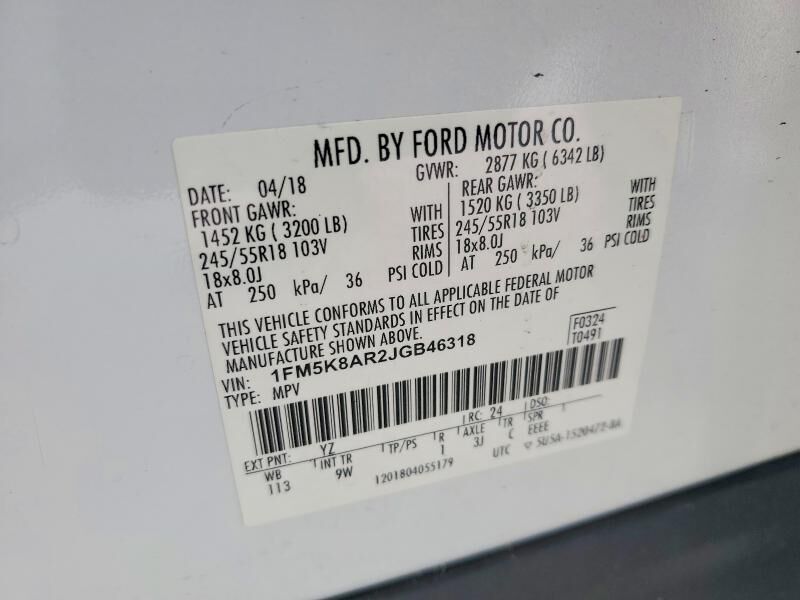 MFD. BY FORD MOTOR CO.
DATE: 04/18 GVWR: 2877 KG ( 6342 LB)
FRONT GAWR: REAR GAWR:
1452 KG ( 3200 LB) WITH 1520 KG ( 3350 LB) WITH
245/55R18 103V TIRES 245/55R18 103V TIRES
18x8.0J RIMS 18x8.0J RIMS
AT 250 kPa/ 36 PSI COLD AT 250 kPa/ 36 PSI COLD
THIS VEHICLE CONFORMS TO ALL APPLICABLE FEDERAL MOTOR
VEHICLE SAFETY STANDARDS IN EFFECT ON THE DATE OF
MANUFACTURE SHOWN ABOVE.
VIN: 1FM5K8AR2JGB46318 F0324
TYPE: MPV T0491
RC: 24 DSO:
EXT PNT: YZ TP/PS R AXLE TR SPR
WB INT TR 1 3J C EEEE
113 9W 1201804055179 UTC